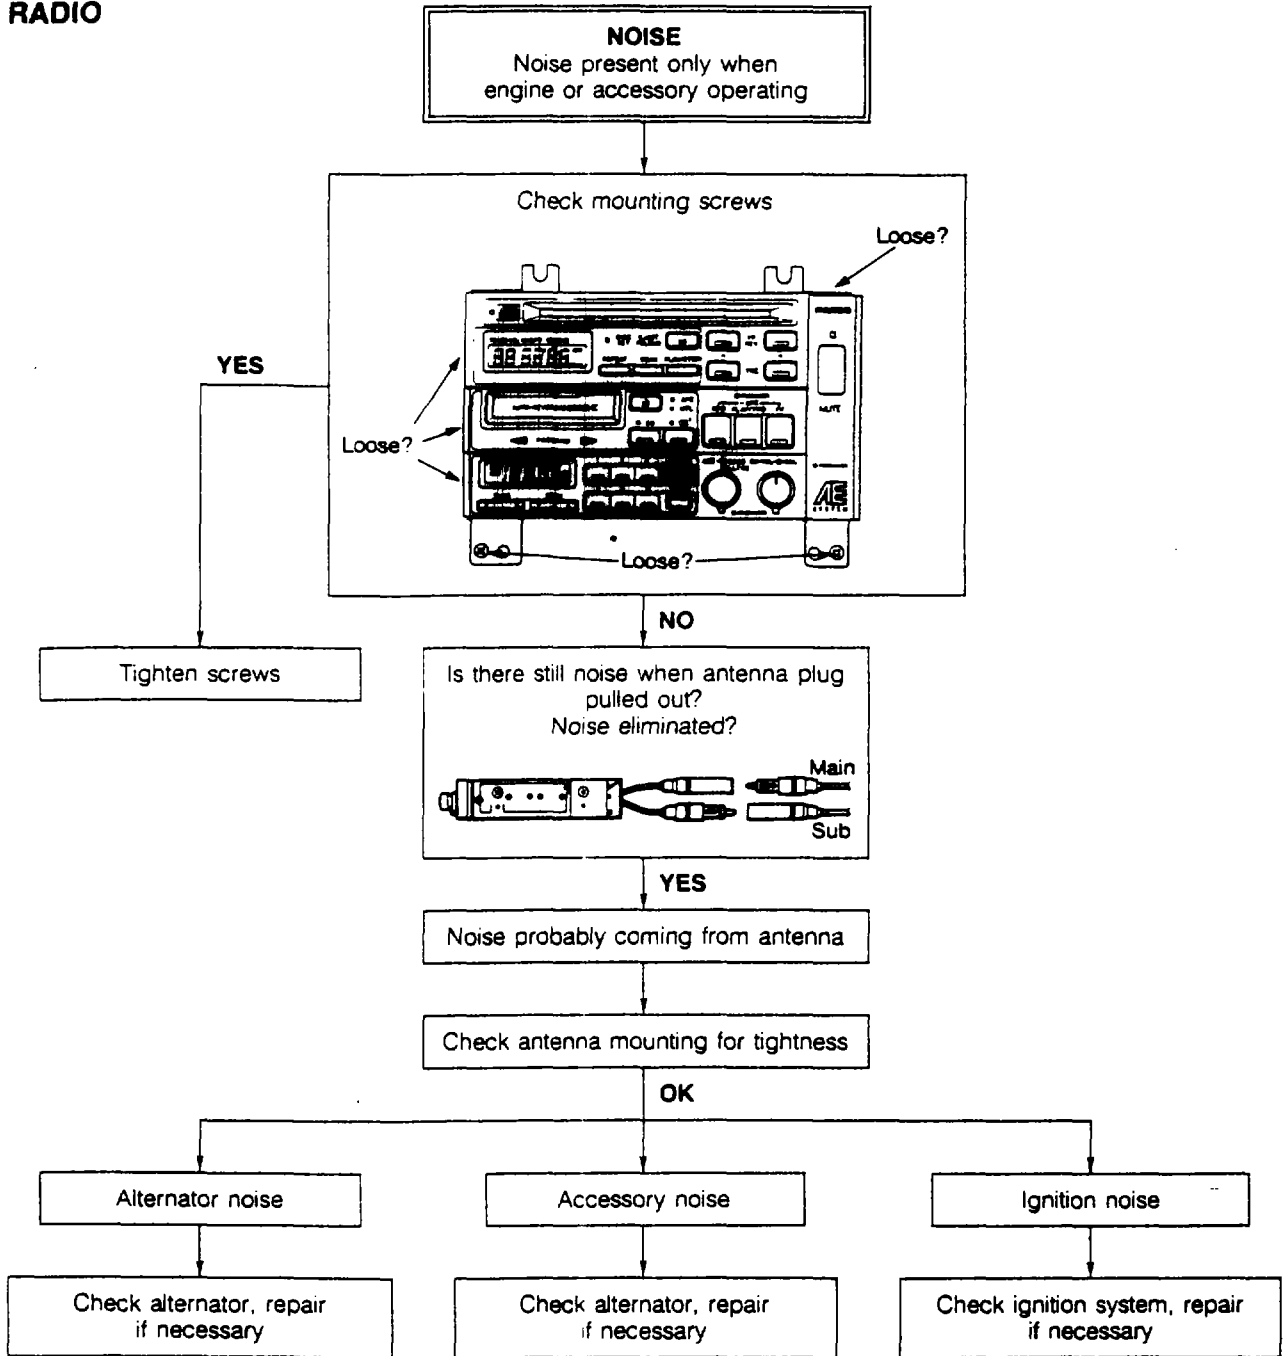 RADIO
NOISE
Noise present only when
engine or accessory operating
Check mounting screws
Loose?
YES
Loose?
MUTE
AE
SYSTEM
Loose?
NO
Tighten screws
Is there still noise when antenna plug
pulled out?
Noise eliminated?
Main
Sub
YES
Noise probably coming from antenna
Check antenna mounting for tightness
OK
Alternator noise
Accessory noise
Ignition noise
Check alternator, repair
if necessary
Check alternator, repair
if necessary
Check ignition system, repair
if necessary